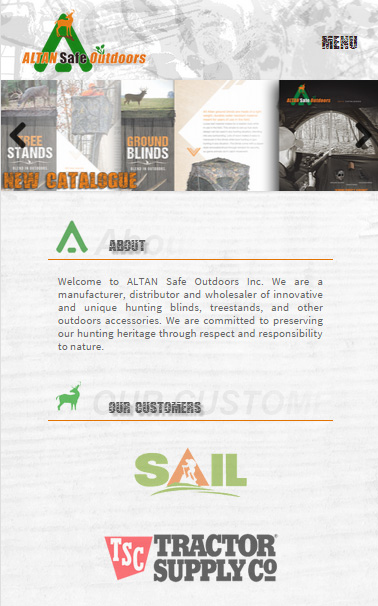 ALTAN Safe Outdoors
MENU
TREE
STANDS
GROUND
BLINDS
ALTAN Safe Outdoors
NEW CATALOGUE
ABOUT
Welcome to ALTAN Safe Outdoors Inc. We are a
manufacturer, distributor and wholesaler of innovative
and unique hunting blinds, treestands, and other
outdoors accessories. We are committed to preserving
our hunting heritage through respect and responsibility
to nature.
OUR CUSTOMERS
SAIL
TSC TRACTOR
SUPPLY CO